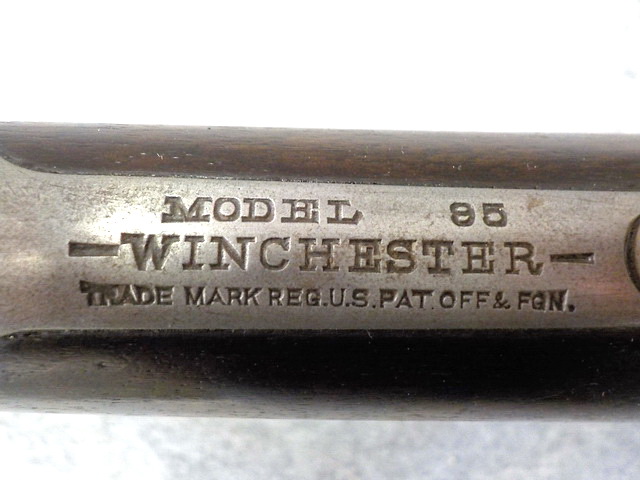 MODEL 95
—WINCHESTER—
TRADE MARK REG.U.S.PAT.OFF & FGN.